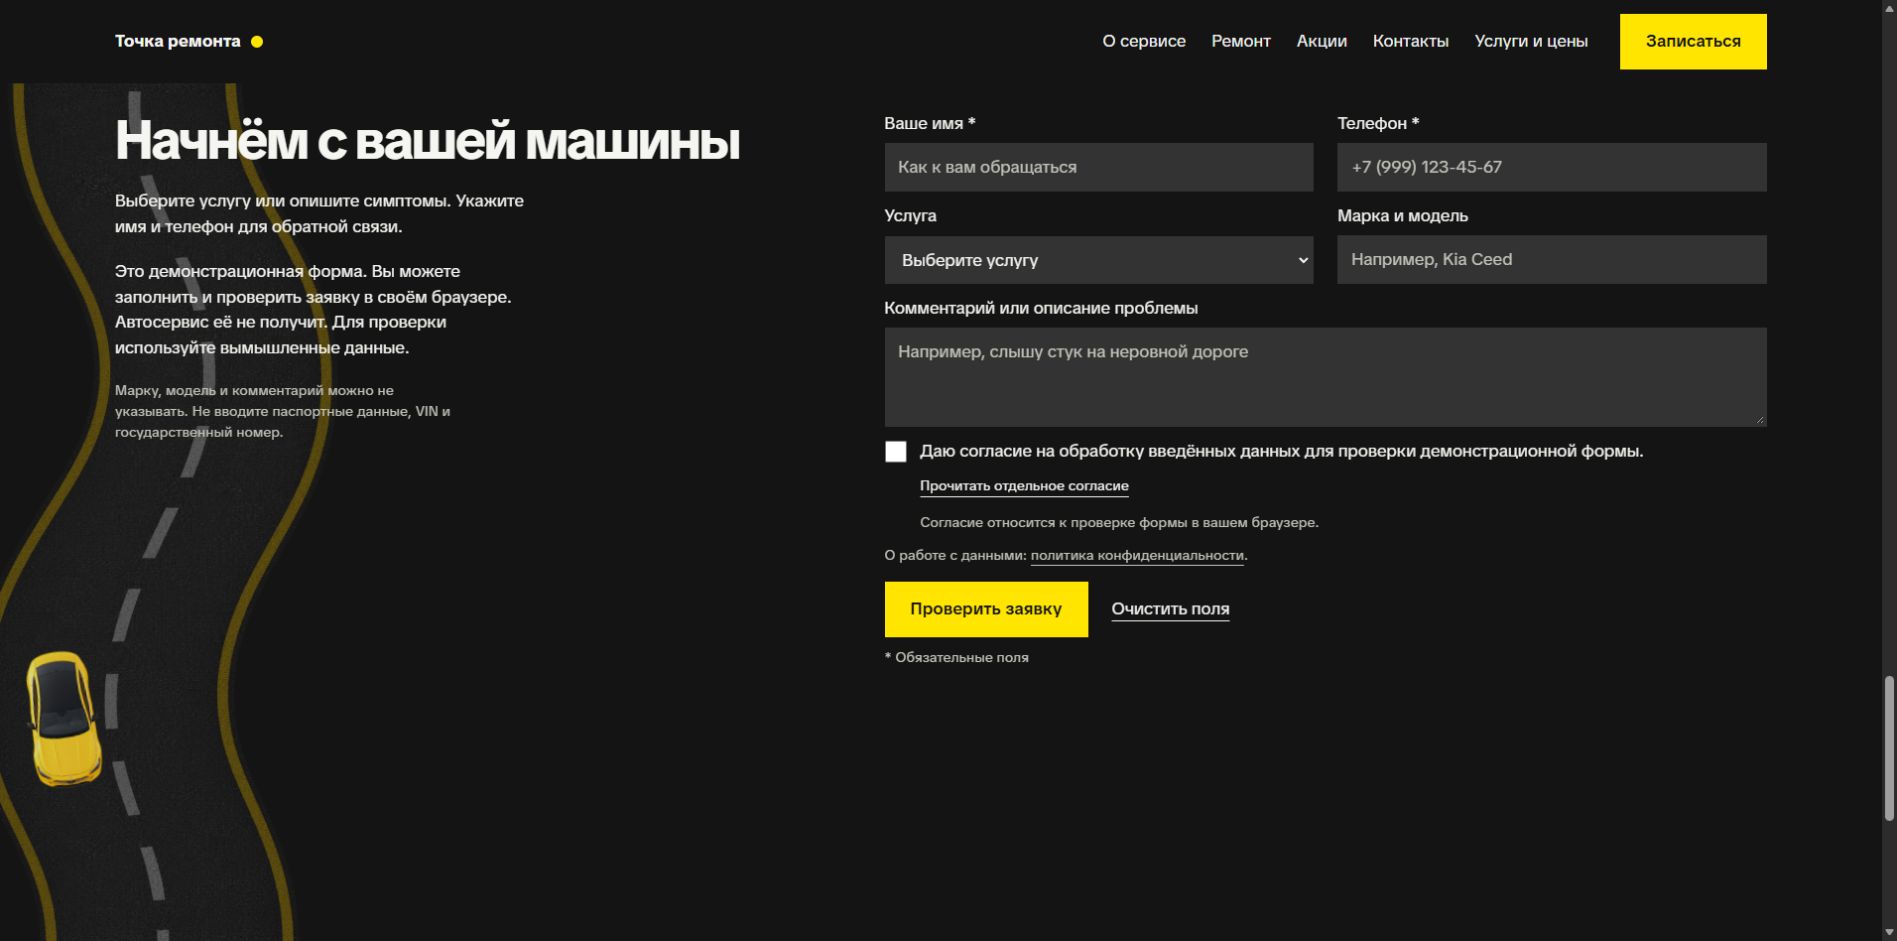 Точка ремонта
О сервисе
Ремонт
Акции
Контакты
Услуги и цены
Записаться
Начнём с вашей машины
Выберите услугу или опишите симптомы. Укажите
имя и телефон для обратной связи.
Это демонстрационная форма. Вы можете
заполнить и проверить заявку в своём браузере.
Автосервис её не получит. Для проверки
используйте вымышленные данные.
Марку, модель и комментарий можно не
указывать. Не вводите паспортные данные, VIN и
государственный номер.
Ваше имя *
Как к вам обращаться
Телефон *
+7 (999) 123-45-67
Услуга
Выберите услугу
Марка и модель
Например, Kia Ceed
Комментарий или описание проблемы
Например, слышу стук на неровной дороге
Даю согласие на обработку введённых данных для проверки демонстрационной формы.
Прочитать отдельное согласие
Согласие относится к проверке формы в вашем браузере.
О работе с данными: политика конфиденциальности.
Проверить заявку
Очистить поля
* Обязательные поля